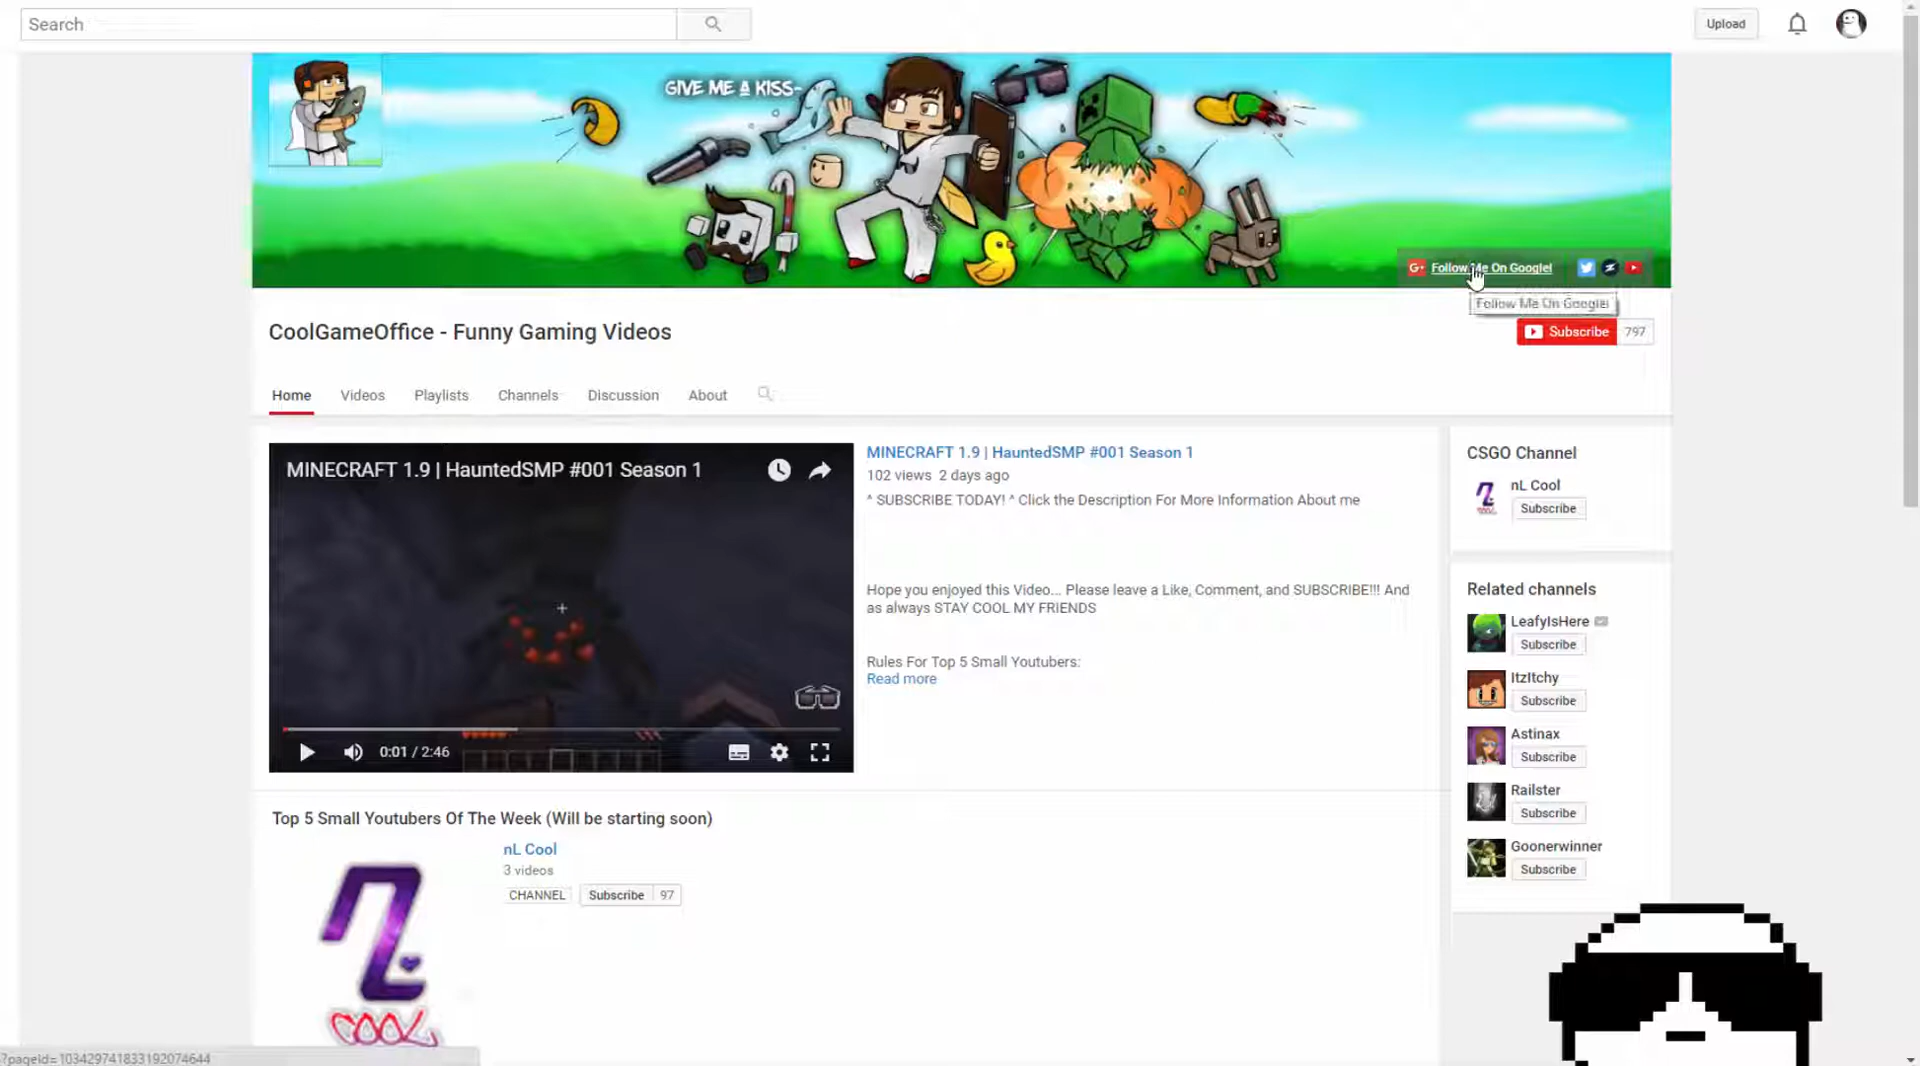 Search
Upload
GIVE ME A KISS-
Follow Me On Google!
Follow Me On Google!
CoolGameOffice - Funny Gaming Videos
Subscribe 797
Home Videos Playlists Channels Discussion About
MINECRAFT 1.9 | HauntedSMP #001 Season 1
0:01 / 2:46
MINECRAFT 1.9 | HauntedSMP #001 Season 1
102 views 2 days ago
^ SUBSCRIBE TODAY! ^ Click the Description For More Information About me
Hope you enjoyed this Video... Please leave a Like, Comment, and SUBSCRIBE!!! And
as always STAY COOL MY FRIENDS
Rules For Top 5 Small Youtubers:
Read more
CSGO Channel
nL Cool
Subscribe
Related channels
LeafyIsHere
Subscribe
ItzItchy
Subscribe
Astinax
Subscribe
Railster
Subscribe
Goonerwinner
Subscribe
Top 5 Small Youtubers Of The Week (Will be starting soon)
nL Cool
3 videos
CHANNEL Subscribe 97
COOL
?pageId=103429741833192074644